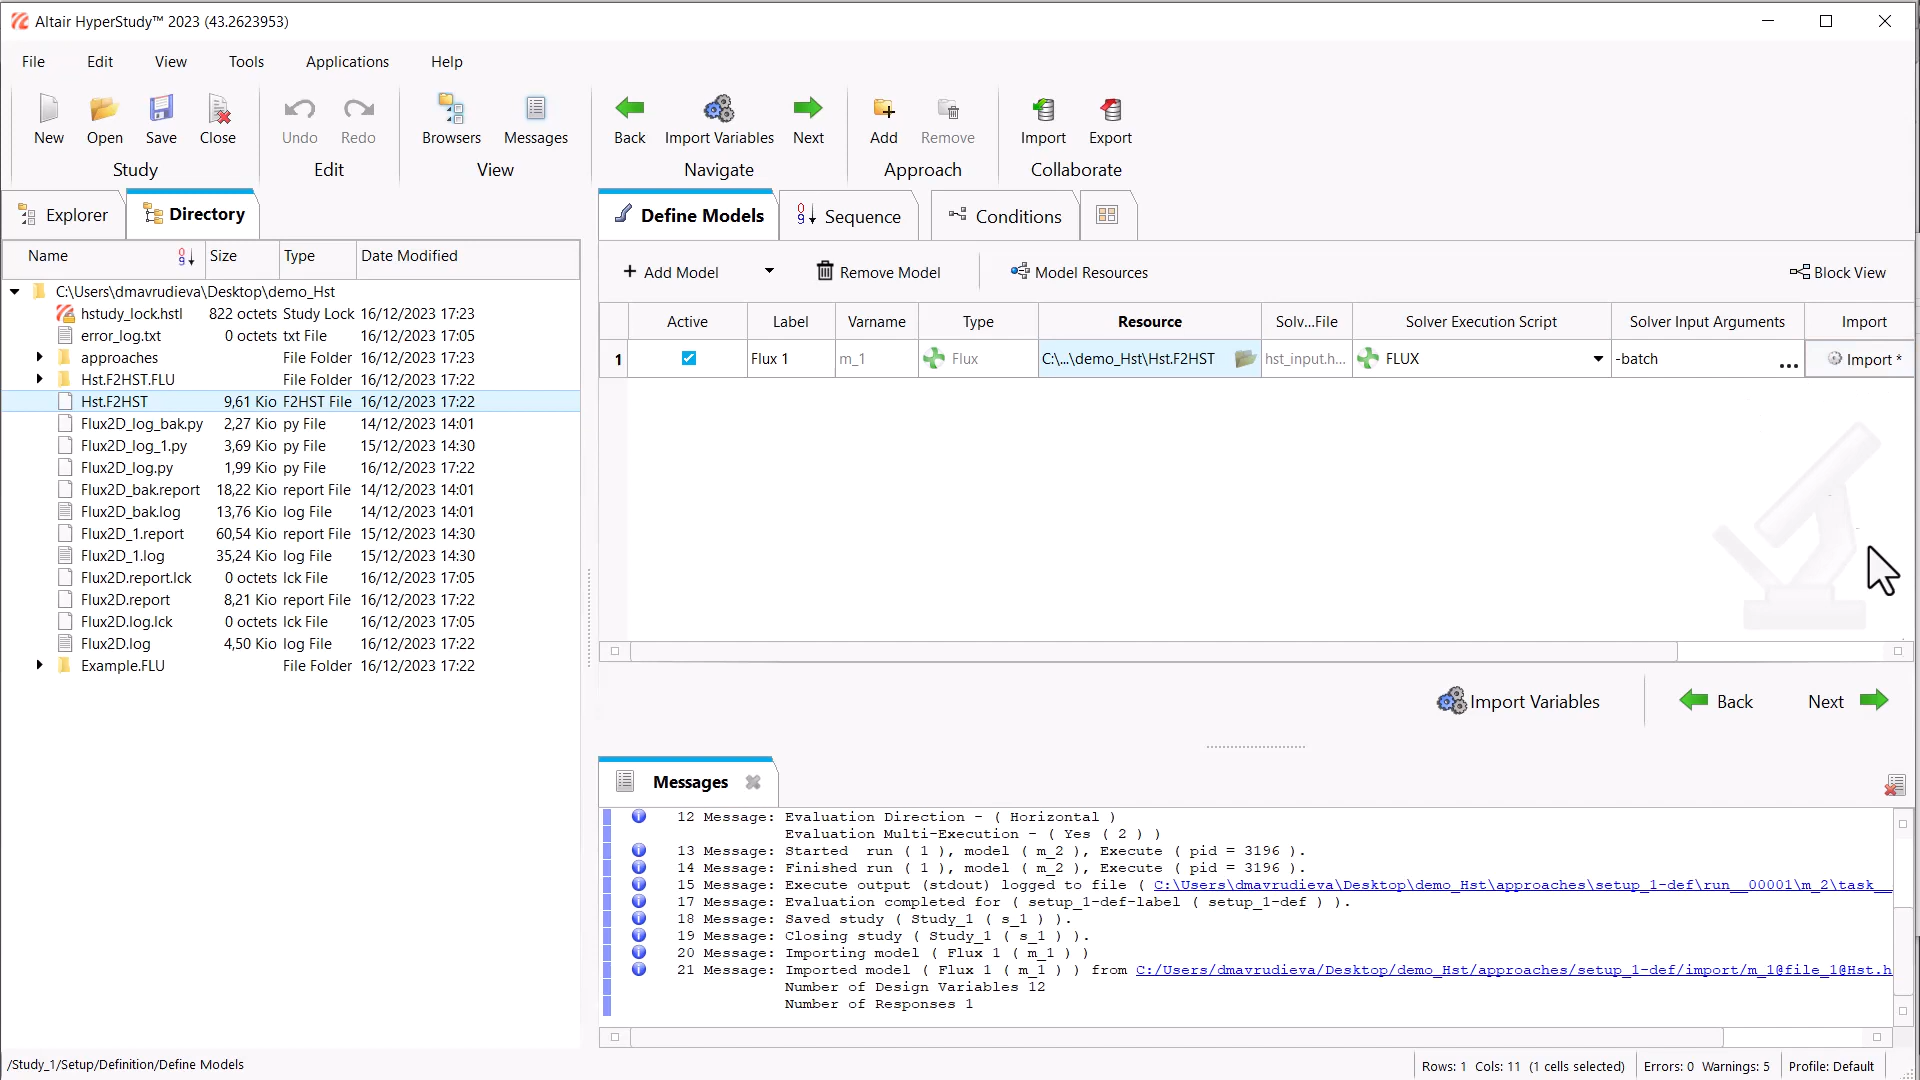 Altair HyperStudy™ 2023 (43.2623953)
File Edit View Tools Applications Help
New Open Save Close Undo Redo Browsers Messages Back Import Variables Next Add Remove Import Export
Study Edit View Navigate Approach Collaborate
Explorer Directory
Name Size Type Date Modified
C:\Users\dmavrudieva\Desktop\demo_Hst
hstudy_lock.hstl 822 octets Study Lock 16/12/2023 17:23
error_log.txt 0 octets txt File 16/12/2023 17:05
approaches File Folder 16/12/2023 17:23
Hst.F2HST.FLU File Folder 16/12/2023 17:22
Hst.F2HST 9,61 Kio F2HST File 16/12/2023 17:22
Flux2D_log_bak.py 2,27 Kio py File 14/12/2023 14:01
Flux2D_log_1.py 3,69 Kio py File 15/12/2023 14:30
Flux2D_log.py 1,99 Kio py File 16/12/2023 17:22
Flux2D_bak.report 18,22 Kio report File 14/12/2023 14:01
Flux2D_bak.log 13,76 Kio log File 14/12/2023 14:01
Flux2D_1.report 60,54 Kio report File 15/12/2023 14:30
Flux2D_1.log 35,24 Kio log File 15/12/2023 14:30
Flux2D.report.lck 0 octets lck File 16/12/2023 17:05
Flux2D.report 8,21 Kio report File 16/12/2023 17:22
Flux2D.log.lck 0 octets lck File 16/12/2023 17:05
Flux2D.log 4,50 Kio log File 16/12/2023 17:22
Example.FLU File Folder 16/12/2023 17:22
Define Models Sequence Conditions
+ Add Model Remove Model Model Resources Block View
Active Label Varname Type Resource Solv...File Solver Execution Script Solver Input Arguments Import
1 Flux 1 m_1 Flux C:\...\demo_Hst\Hst.F2HST hst_input.h... FLUX -batch ... Import *
Import Variables Back Next
Messages
12 Message: Evaluation Direction - ( Horizontal )
Evaluation Multi-Execution - ( Yes ( 2 ) )
13 Message: Started run ( 1 ), model ( m_2 ), Execute ( pid = 3196 ).
14 Message: Finished run ( 1 ), model ( m_2 ), Execute ( pid = 3196 ).
15 Message: Execute output (stdout) logged to file ( C:\Users\dmavrudieva\Desktop\demo_Hst\approaches\setup_1-def\run__00001\m_2\task__
17 Message: Evaluation completed for ( setup_1-def-label ( setup_1-def ) ).
18 Message: Saved study ( Study_1 ( s_1 ) ).
19 Message: Closing study ( Study_1 ( s_1 ) ).
20 Message: Importing model ( Flux 1 ( m_1 ) )
21 Message: Imported model ( Flux 1 ( m_1 ) ) from C:/Users/dmavrudieva/Desktop/demo_Hst/approaches/setup_1-def/import/m_1@file_1@Hst.h
Number of Design Variables 12
Number of Responses 1
/Study_1/Setup/Definition/Define Models
Rows: 1 Cols: 11 (1 cells selected) Errors: 0 Warnings: 5 Profile: Default